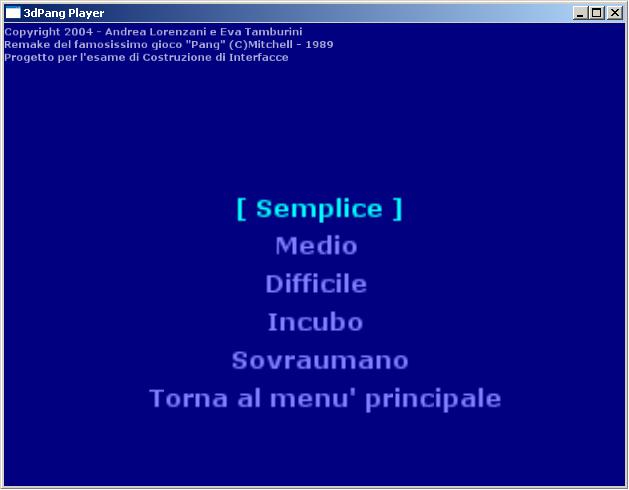 3dPang Player
Copyright 2004 - Andrea Lorenzani e Eva Tamburini
Remake del famosissimo gioco "Pang" (C)Mitchell - 1989
Progetto per l'esame di Costruzione di Interfacce
[ Semplice ]
Medio
Difficile
Incubo
Sovraumano
Torna al menu' principale